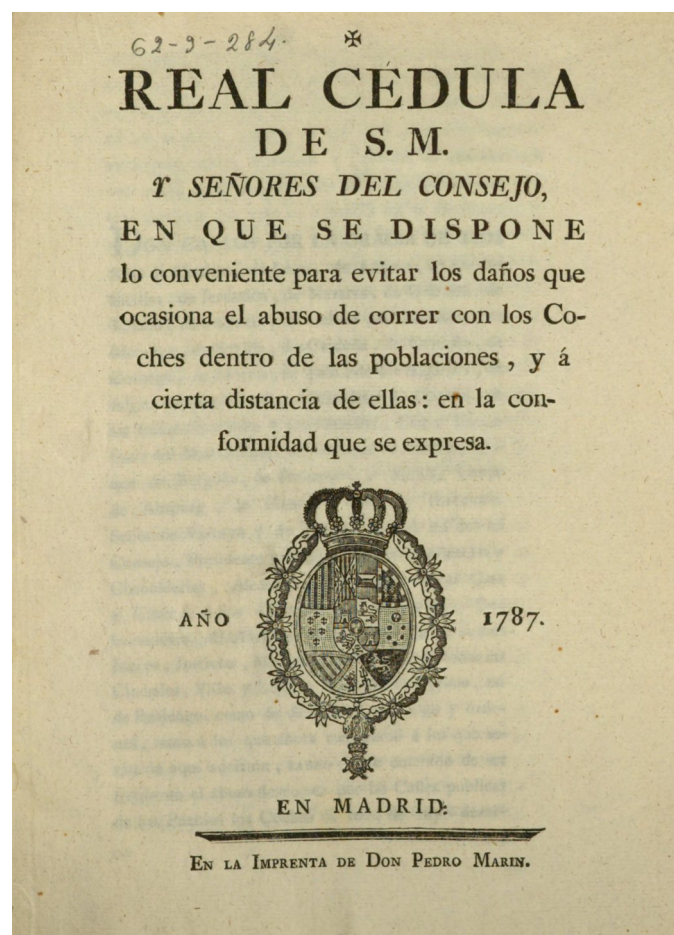 62-9-284.
✠
REAL CÉDULA
DE S. M.
Y SEÑORES DEL CONSEJO,
EN QUE SE DISPONE
lo conveniente para evitar los daños que
ocasiona el abuso de correr con los Co-
ches dentro de las poblaciones, y á
cierta distancia de ellas: en la con-
formidad que se expresa.
AÑO 1787.
EN MADRID:
EN LA IMPRENTA DE DON PEDRO MARIN.